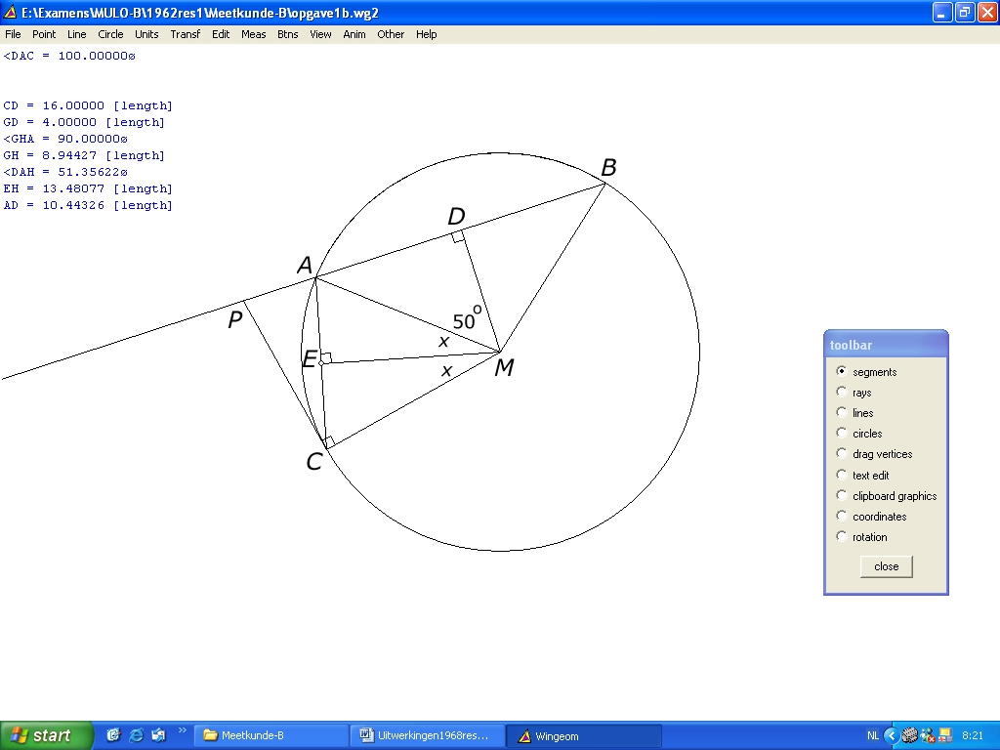 E:\Examens\MULO-B\1962res1\Meetkunde-B\opgave1b.wg2
File Point Line Circle Units Transf Edit Meas Btns View Anim Other Help
<DAC = 100.00000ø
CD = 16.00000 [length]
GD = 4.00000 [length]
<GHA = 90.00000ø
GH = 8.94427 [length]
<DAH = 51.35622ø
EH = 13.48077 [length]
AD = 10.44326 [length]
B
D
A
P
50°
x
E
x
M
C
toolbar
segments
rays
lines
circles
drag vertices
text edit
clipboard graphics
coordinates
rotation
close
start
Meetkunde-B
Uitwerkingen1968res...
Wingeom
NL
8:21